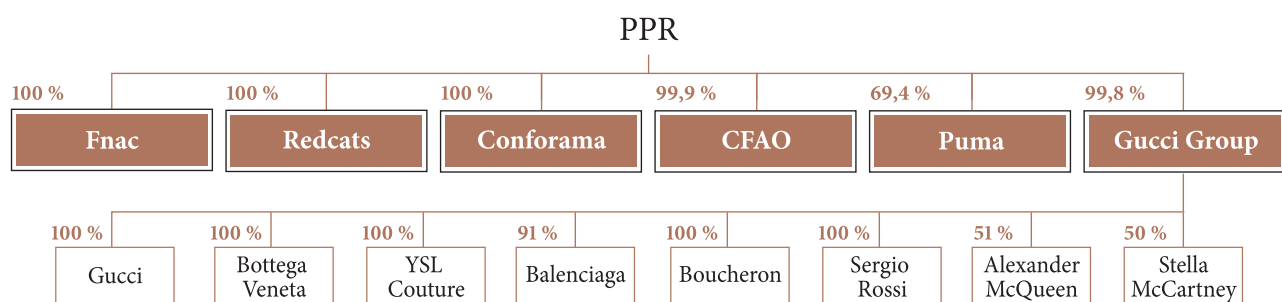 PPR
100 % 100 % 100 % 99,9 % 69,4 % 99,8 %
Fnac Redcats Conforama CFAO Puma Gucci Group
100 % 100 % 100 % 91 % 100 % 100 % 51 % 50 %
Gucci
Bottega
Veneta
YSL
Couture
Balenciaga
Boucheron
Sergio
Rossi
Alexander
McQueen
Stella
McCartney